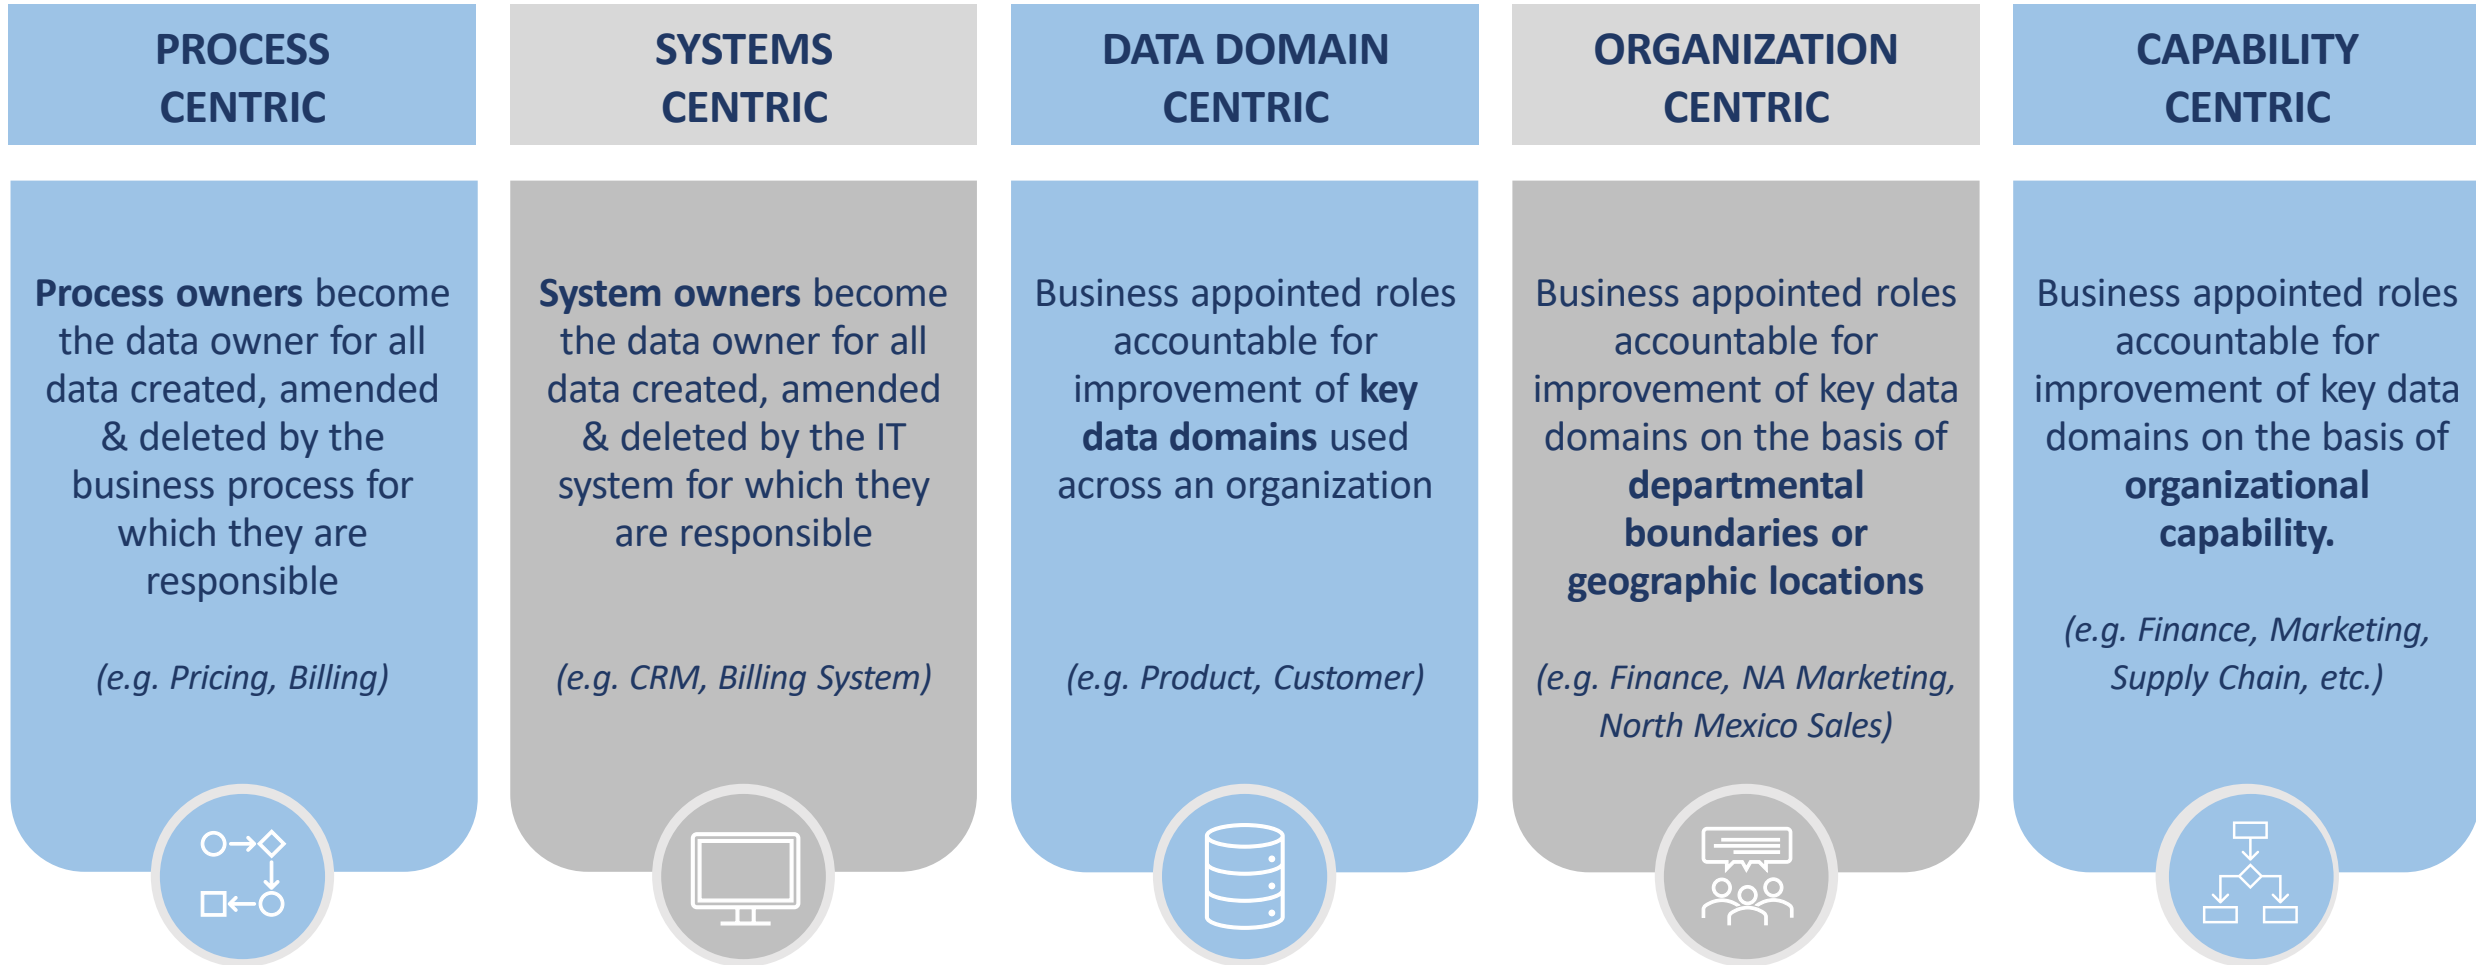 PROCESS
CENTRIC
Process owners become
the data owner for all
data created, amended
& deleted by the
business process for
which they are
responsible
(e.g. Pricing, Billing)
SYSTEMS
CENTRIC
System owners become
the data owner for all
data created, amended
& deleted by the IT
system for which they
are responsible
(e.g. CRM, Billing System)
DATA DOMAIN
CENTRIC
Business appointed roles
accountable for
improvement of key
data domains used
across an organization
(e.g. Product, Customer)
ORGANIZATION
CENTRIC
Business appointed roles
accountable for
improvement of key data
domains on the basis of
departmental
boundaries or
geographic locations
(e.g. Finance, NA Marketing,
North Mexico Sales)
CAPABILITY
CENTRIC
Business appointed roles
accountable for
improvement of key data
domains on the basis of
organizational
capability.
(e.g. Finance, Marketing,
Supply Chain, etc.)